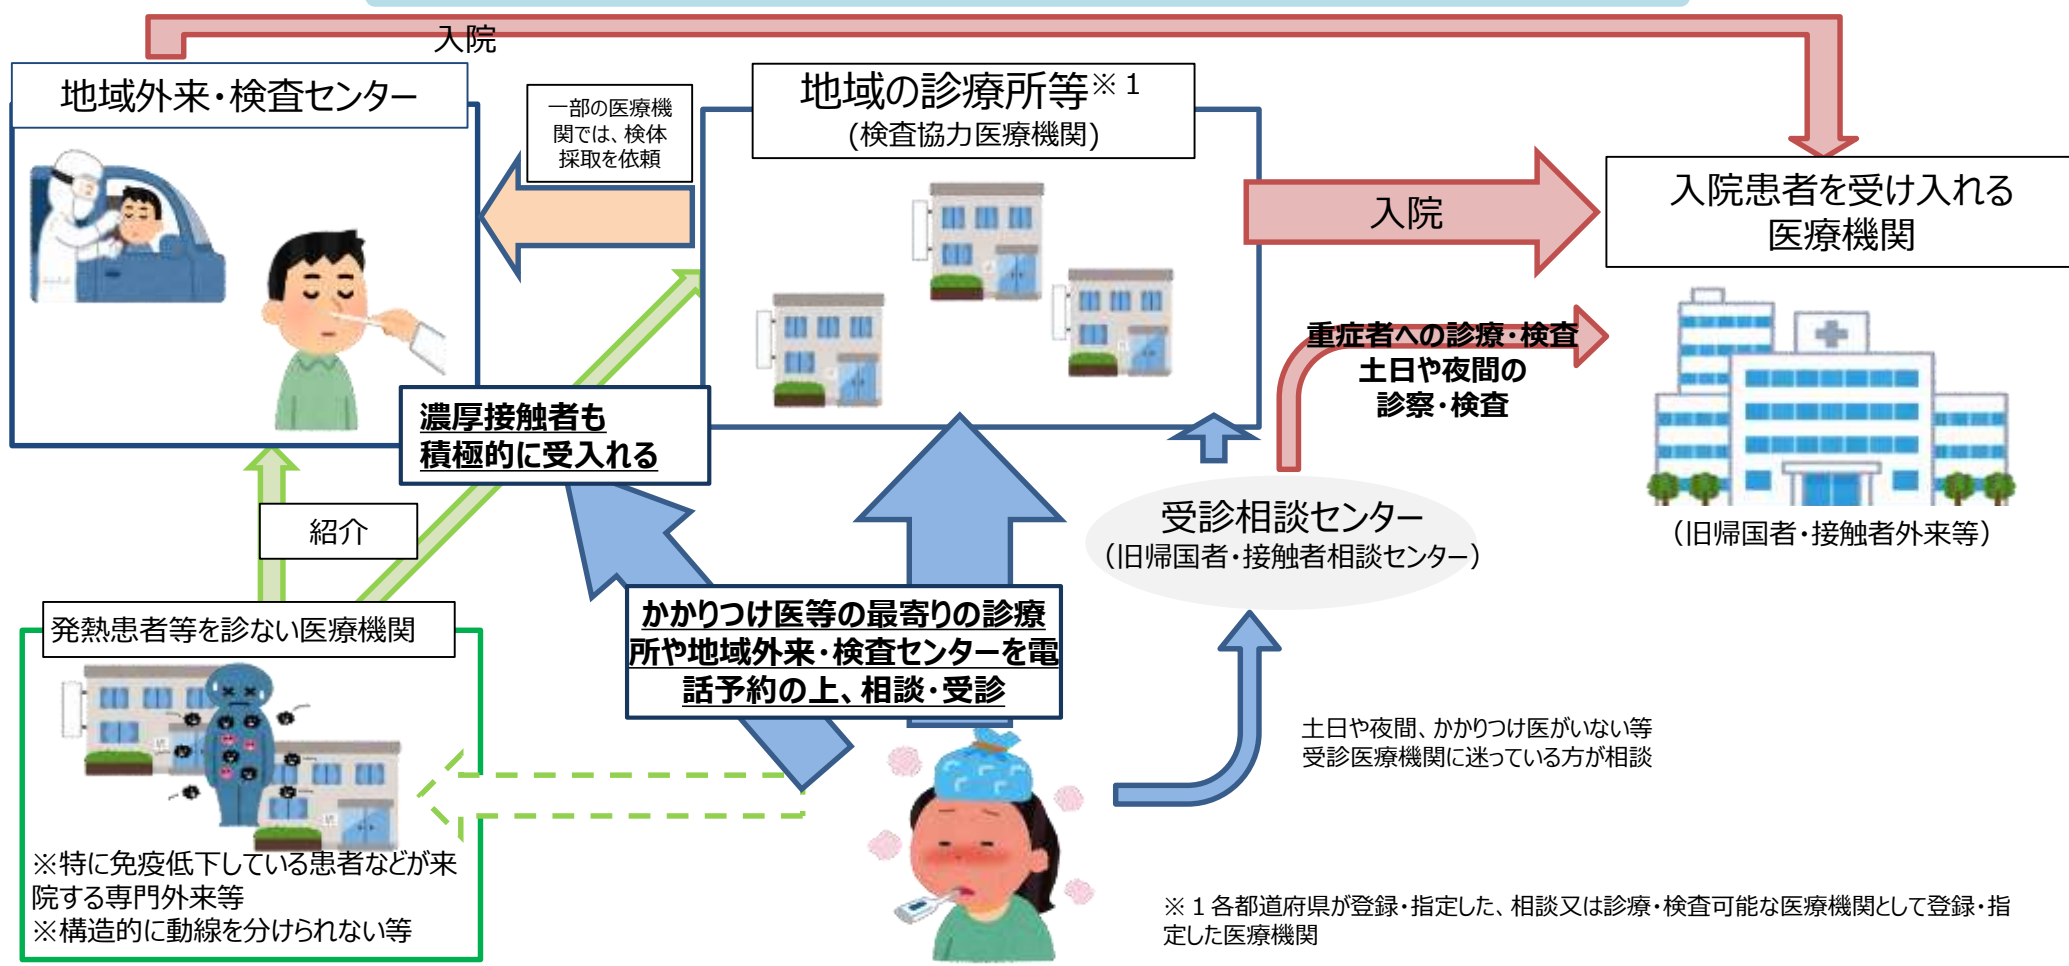 入院
地域外来・検査センター
一部の医療機
関では、検体
採取を依頼
地域の診療所等※1
(検査協力医療機関)
入院
入院患者を受け入れる
医療機関
重症者への診療・検査
土日や夜間の
診察・検査
濃厚接触者も
積極的に受入れる
受診相談センター
（旧帰国者・接触者相談センター）
（旧帰国者・接触者外来等）
紹介
発熱患者等を診ない医療機関
かかりつけ医等の最寄りの診療
所や地域外来・検査センターを電
話予約の上、相談・受診
土日や夜間、かかりつけ医がいない等
受診医療機関に迷っている方が相談
※特に免疫低下している患者などが来
院する専門外来等
※構造的に動線を分けられない等
※1各都道府県が登録・指定した、相談又は診療・検査可能な医療機関として登録・指
定した医療機関